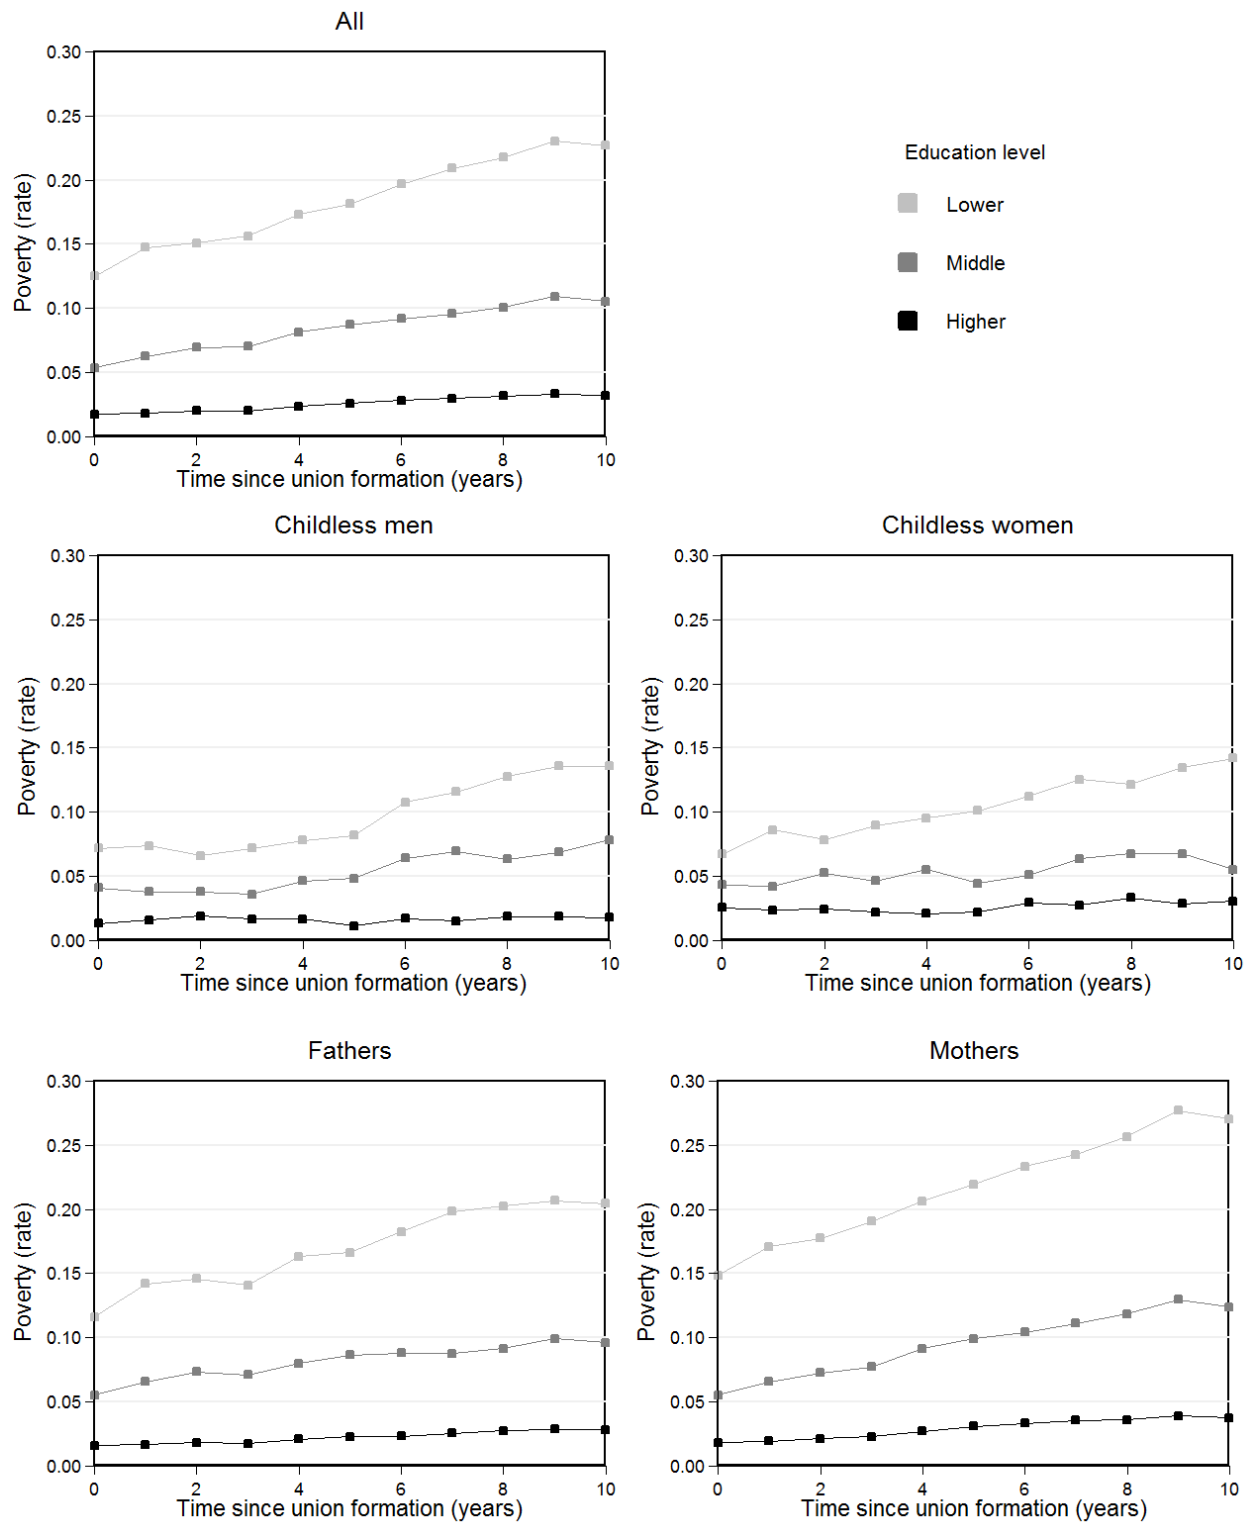 All
0.30
0.25
0.20
0.15
0.10
0.05
0.00
Poverty (rate)
0 2 4 6 8 10
Time since union formation (years)
Education level
Lower
Middle
Higher
Childless men
0.30
0.25
0.20
0.15
0.10
0.05
0.00
Poverty (rate)
0 2 4 6 8 10
Time since union formation (years)
Childless women
0.30
0.25
0.20
0.15
0.10
0.05
0.00
Poverty (rate)
0 2 4 6 8 10
Time since union formation (years)
Fathers
0.30
0.25
0.20
0.15
0.10
0.05
0.00
Poverty (rate)
0 2 4 6 8 10
Time since union formation (years)
Mothers
0.30
0.25
0.20
0.15
0.10
0.05
0.00
Poverty (rate)
0 2 4 6 8 10
Time since union formation (years)